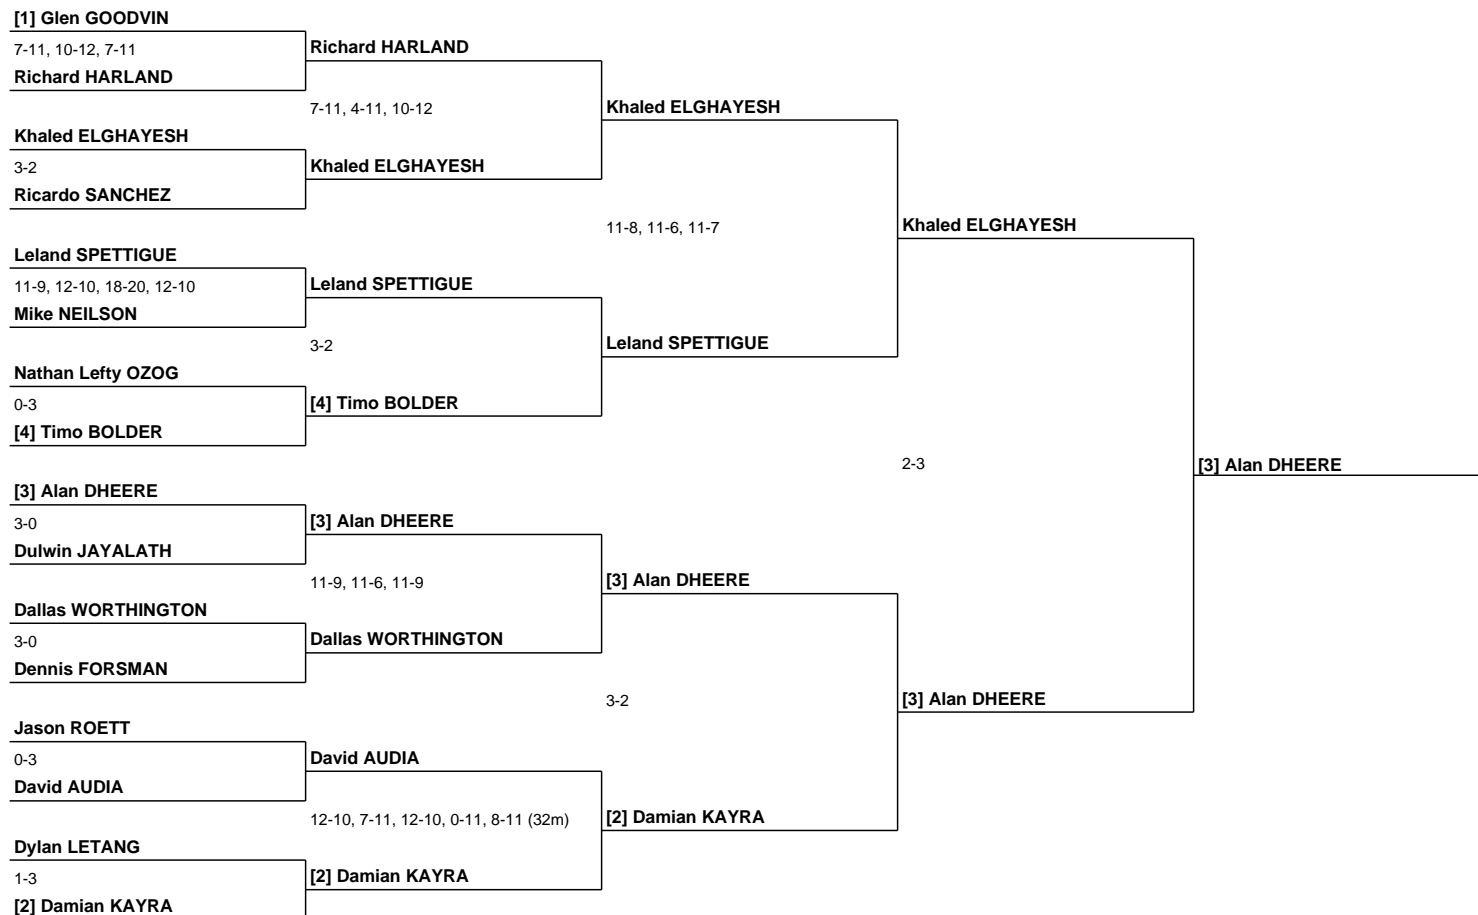 [1] Glen GOODVIN
7-11, 10-12, 7-11
Richard HARLAND
Richard HARLAND
7-11, 4-11, 10-12
Khaled ELGHAYESH
Khaled ELGHAYESH
3-2
Khaled ELGHAYESH
Ricardo SANCHEZ
11-8, 11-6, 11-7
Khaled ELGHAYESH
Leland SPETTIGUE
11-9, 12-10, 18-20, 12-10
Leland SPETTIGUE
Mike NEILSON
3-2
Leland SPETTIGUE
Nathan Lefty OZOG
0-3
[4] Timo BOLDER
[4] Timo BOLDER
2-3
[3] Alan DHEERE
[3] Alan DHEERE
3-0
[3] Alan DHEERE
Dulwin JAYALATH
11-9, 11-6, 11-9
[3] Alan DHEERE
Dallas WORTHINGTON
3-0
Dallas WORTHINGTON
Dennis FORSMAN
3-2
[3] Alan DHEERE
Jason ROETT
0-3
David AUDIA
David AUDIA
12-10, 7-11, 12-10, 0-11, 8-11 (32m)
[2] Damian KAYRA
Dylan LETANG
1-3
[2] Damian KAYRA
[2] Damian KAYRA